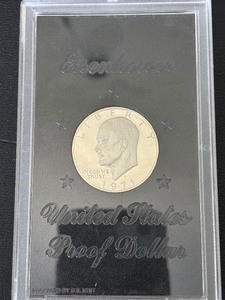 Eisenhower
LIBERTY
IN GOD WE
TRUST
1971
United States
Proof Dollar